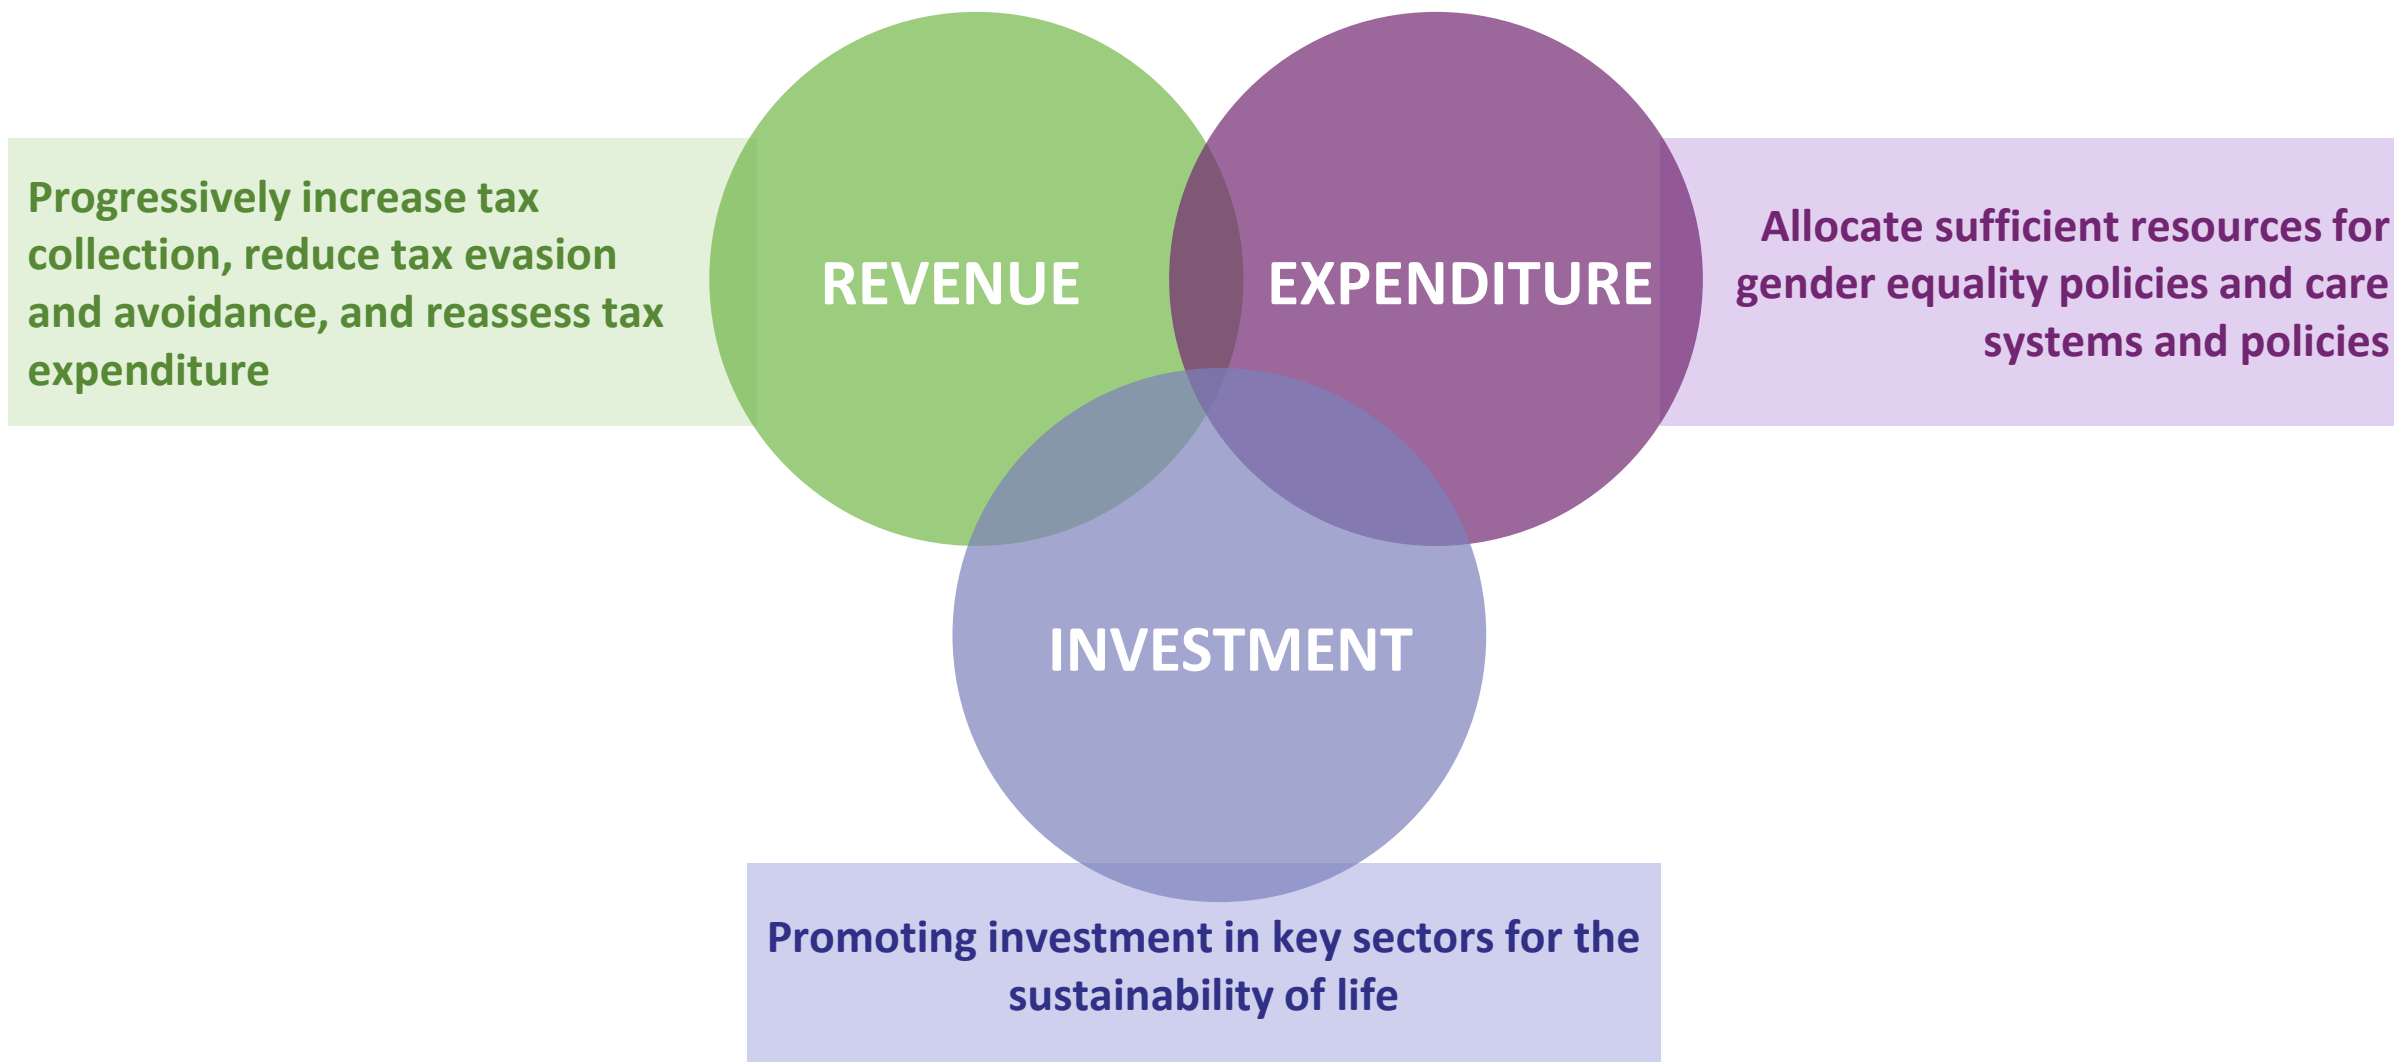 Progressively increase tax
collection, reduce tax evasion
and avoidance, and reassess tax
expenditure
REVENUE
EXPENDITURE
Allocate sufficient resources for
gender equality policies and care
systems and policies
INVESTMENT
Promoting investment in key sectors for the
sustainability of life